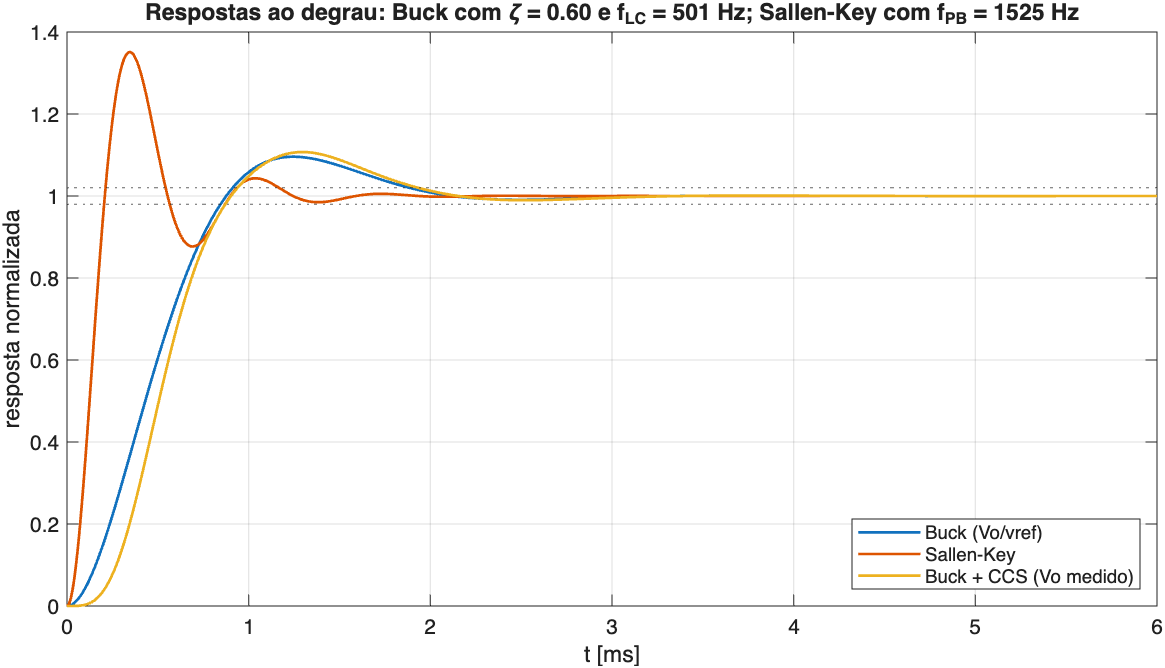 Respostas ao degrau: Buck com ζ = 0.60 e fLC = 501 Hz; Sallen-Key com fPB = 1525 Hz
1.4
1.2
1
0.8
0.6
0.4
0.2
0
resposta normalizada
Buck (Vo/vref)
Sallen-Key
Buck + CCS (Vo medido)
0 1 2 3 4 5 6
t [ms]